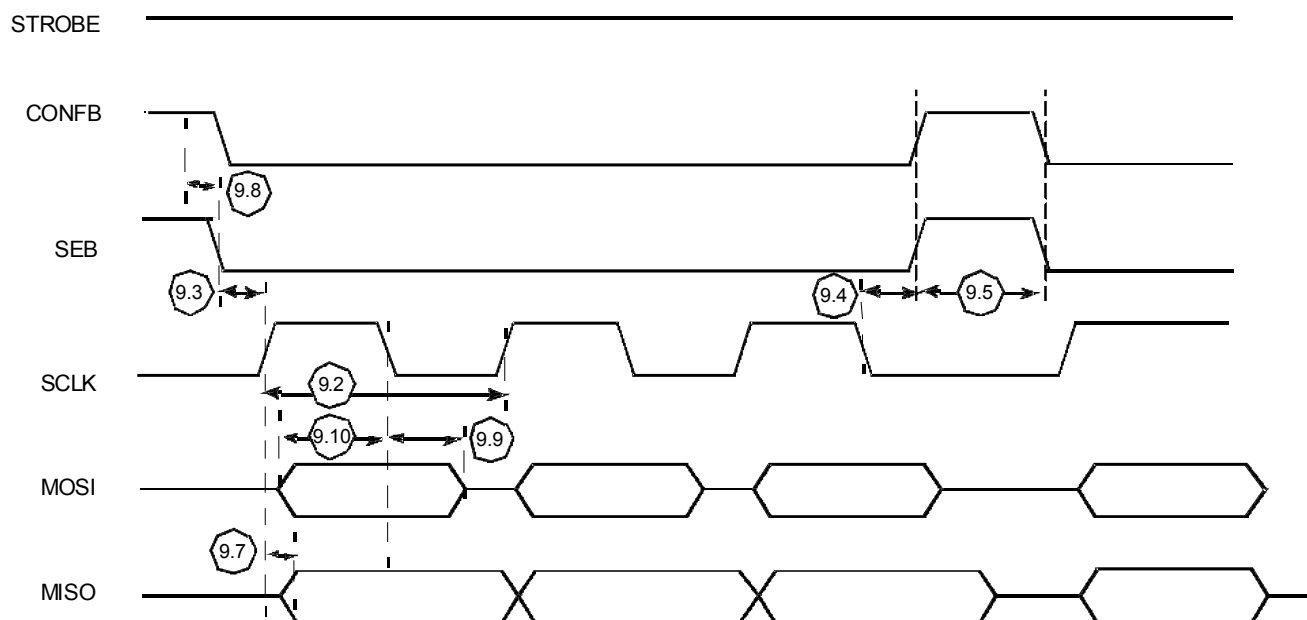 STROBE
CONFB
9.8
SEB
9.3
9.4
9.5
SCLK
9.2
9.10
9.9
MOSI
9.7
MISO